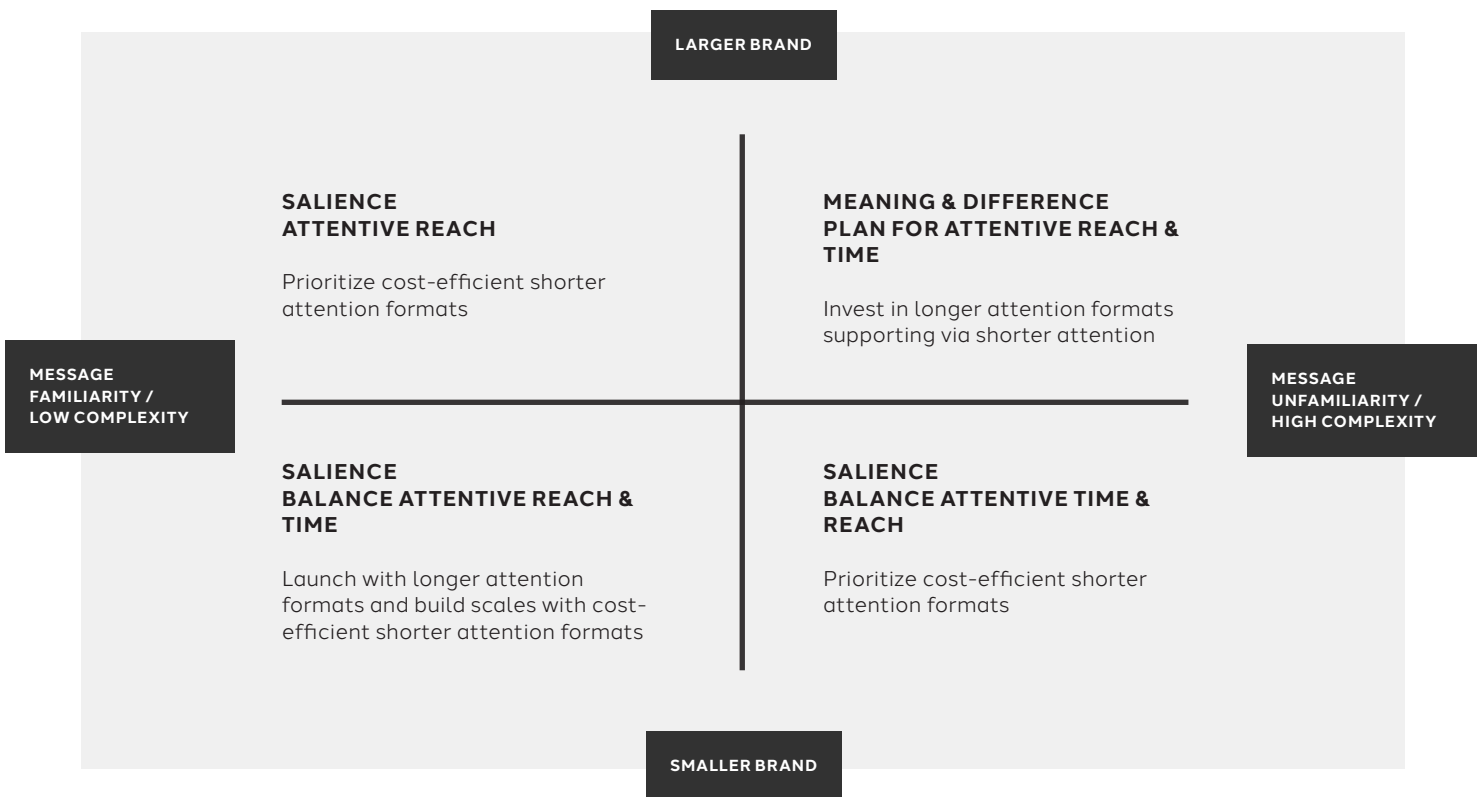 LARGER BRAND
SALIENCE
ATTENTIVE REACH
Prioritize cost-efficient shorter
attention formats
MEANING & DIFFERENCE
PLAN FOR ATTENTIVE REACH &
TIME
Invest in longer attention formats
supporting via shorter attention
MESSAGE
FAMILIARITY /
LOW COMPLEXITY
MESSAGE
UNFAMILIARITY /
HIGH COMPLEXITY
SALIENCE
BALANCE ATTENTIVE REACH &
TIME
Launch with longer attention
formats and build scales with cost-
efficient shorter attention formats
SALIENCE
BALANCE ATTENTIVE TIME &
REACH
Prioritize cost-efficient shorter
attention formats
SMALLER BRAND